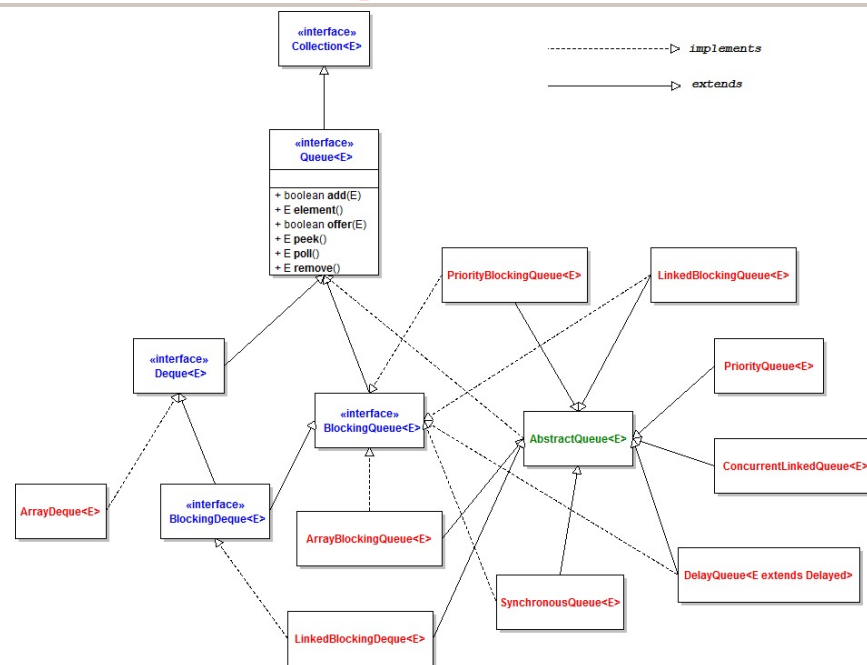 «interface»
Collection<E>
implements
extends
«interface»
Queue<E>
+ boolean add(E)
+ E element()
+ boolean offer(E)
+ E peek()
+ E poll()
+ E remove()
PriorityBlockingQueue<E>
LinkedBlockingQueue<E>
«interface»
Deque<E>
PriorityQueue<E>
«interface»
BlockingQueue<E>
AbstractQueue<E>
ConcurrentLinkedQueue<E>
ArrayDeque<E>
«interface»
BlockingDeque<E>
ArrayBlockingQueue<E>
DelayQueue<E extends Delayed>
SynchronousQueue<E>
LinkedBlockingDeque<E>